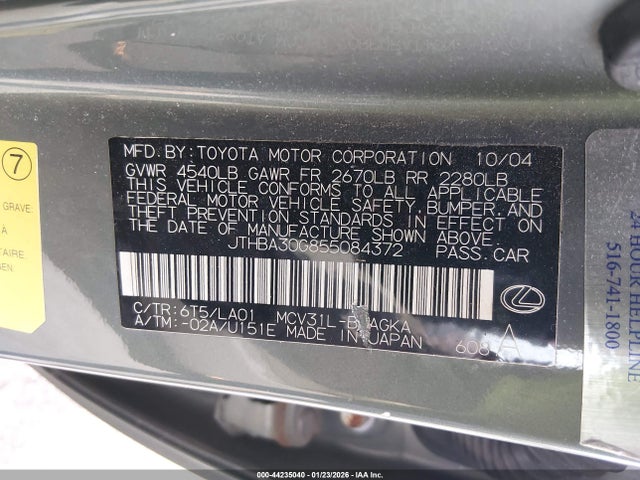 MFD.BY:TOYOTA MOTOR CORPORATION 10/04
GVWR 4540LB GAWR FR 2670LB RR 2280LB
THIS VEHICLE CONFORMS TO ALL APPLICABLE
FEDERAL MOTOR VEHICLE SAFETY,BUMPER,AND
THEFT PREVENTION STANDARDS IN EFFECT ON
THE DATE OF MANUFACTURE SHOWN ABOVE.
JTHBA30G855084372 PASS.CAR
C/TR:6T5/LA01 MCV31L-B AGKA
A/TM:-02A/U151E MADE IN JAPAN 608 A
7
GRAVE:
24 HOUR HELPLINE
516-741-1800
000-44235040 - 01/23/2026 - IAAI, INC.